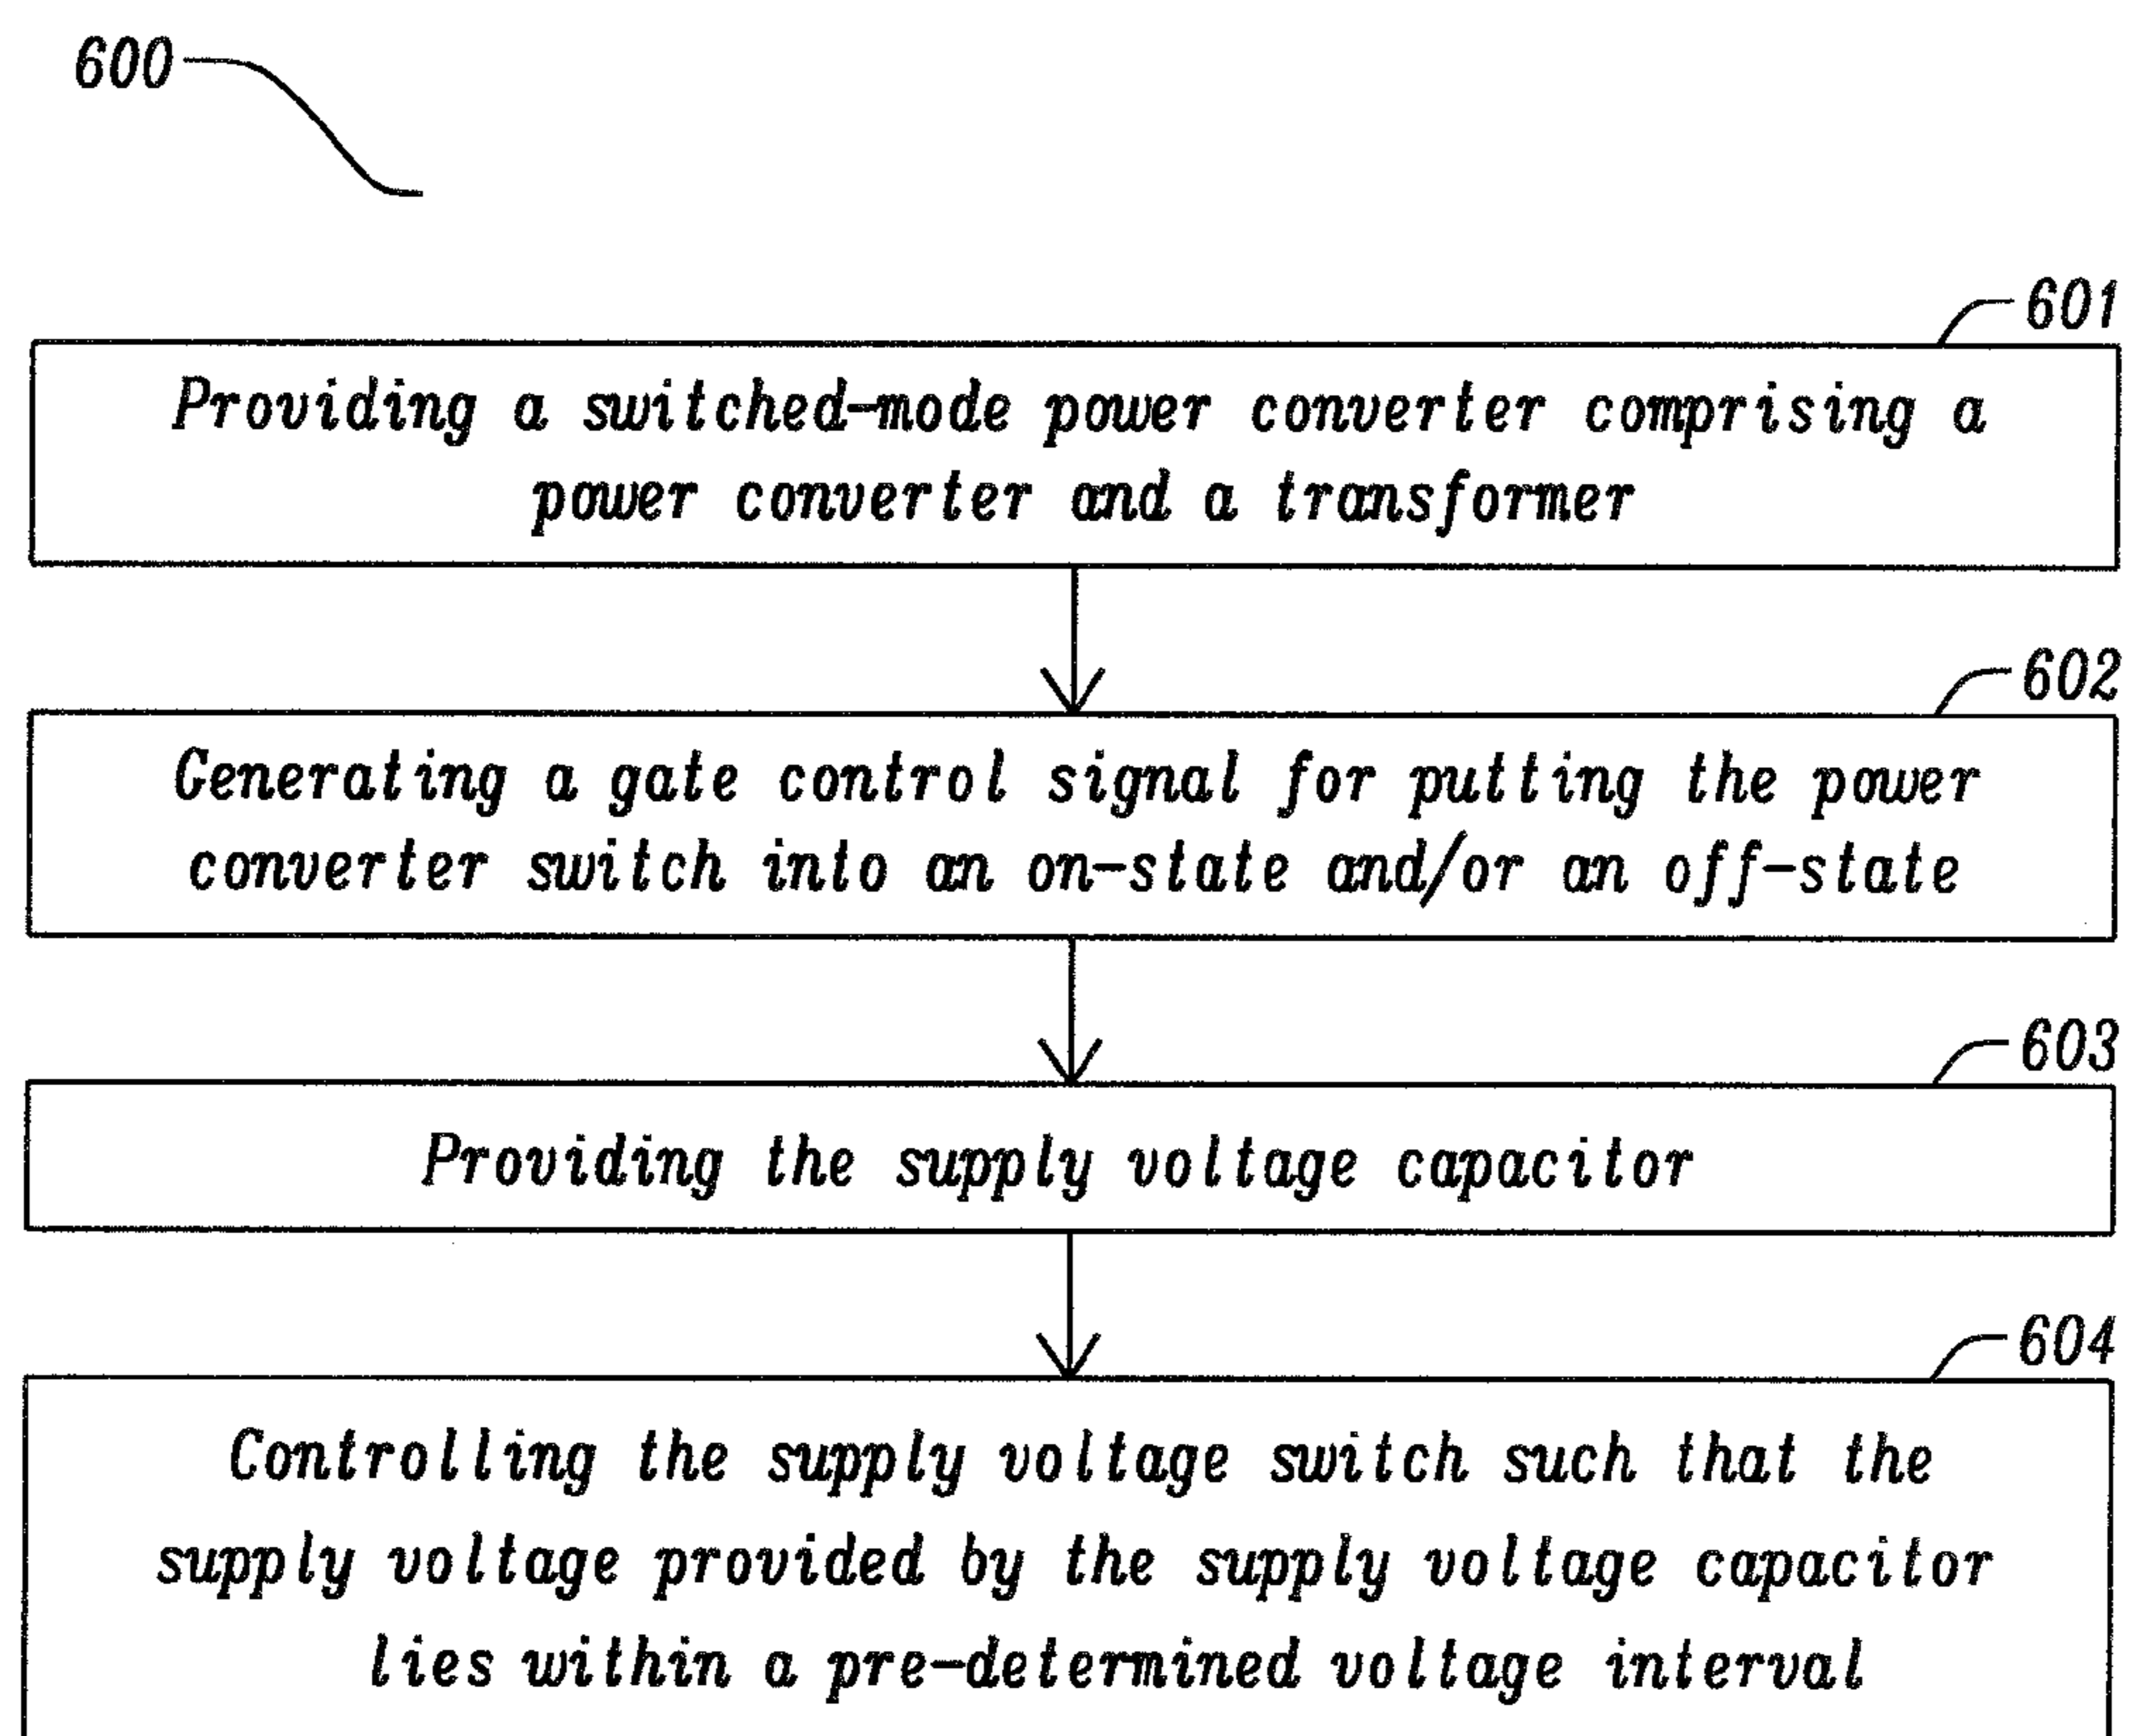 600
601
Providing a switched-mode power converter comprising a
power converter and a transformer
602
Generating a gate control signal for putting the power
converter switch into an on-state and/or an off-state
603
Providing the supply voltage capacitor
604
Controlling the supply voltage switch such that the
supply voltage provided by the supply voltage capacitor
lies within a pre-determined voltage interval